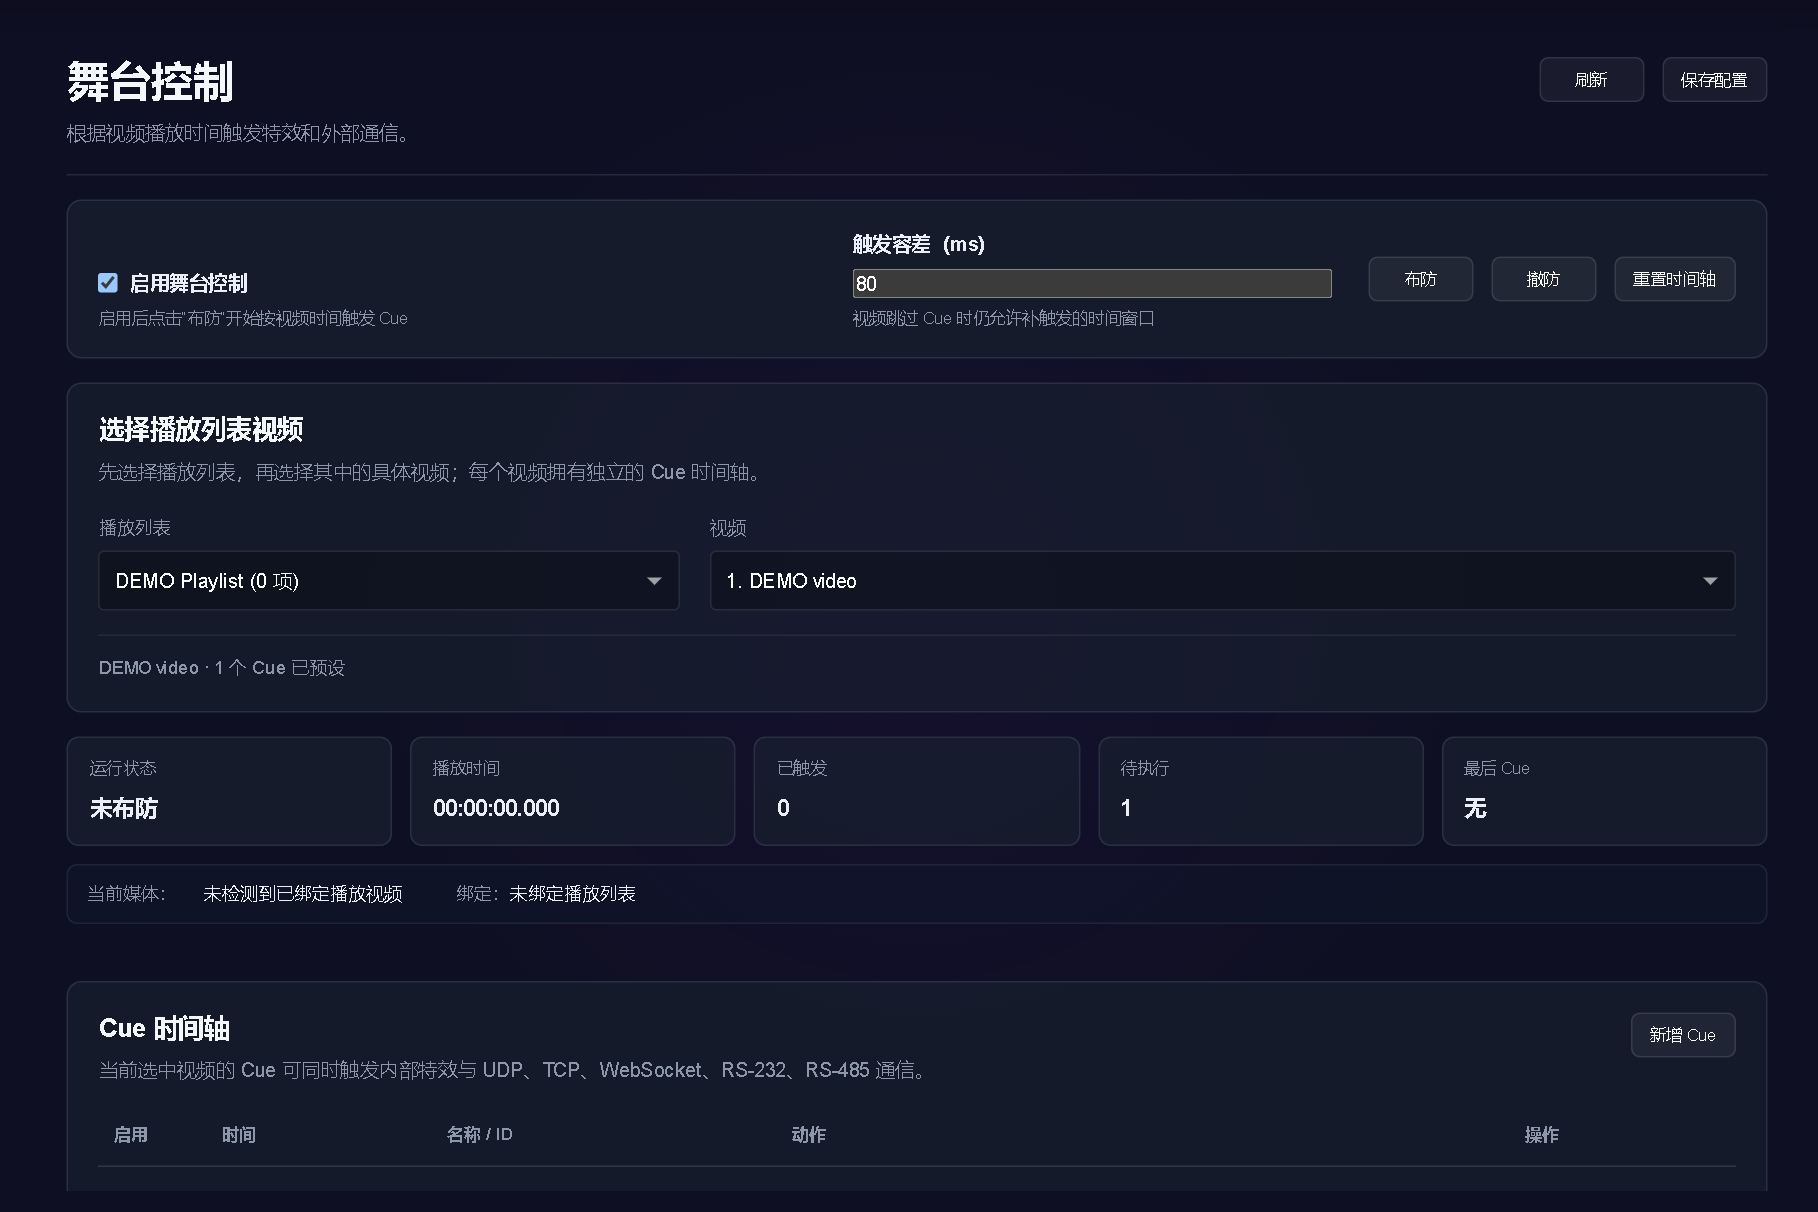 舞台控制
刷新
保存配置
根据视频播放时间触发特效和外部通信。
触发容差 (ms)
启用舞台控制
80
布防
撤防
重置时间轴
启用后点击“布防”开始按视频时间触发 Cue
视频跳过 Cue 时仍允许补触发的时间窗口
选择播放列表视频
先选择播放列表，再选择其中的具体视频；每个视频拥有独立的 Cue 时间轴。
播放列表
视频
DEMO Playlist (0 项)
1. DEMO video
DEMO video · 1 个 Cue 已预设
运行状态
播放时间
已触发
待执行
最后 Cue
未布防
00:00:00.000
0
1
无
当前媒体： 未检测到已绑定播放视频 绑定：未绑定播放列表
Cue 时间轴
新增 Cue
当前选中视频的 Cue 可同时触发内部特效与 UDP、TCP、WebSocket、RS-232、RS-485 通信。
启用 时间 名称 / ID 动作 操作